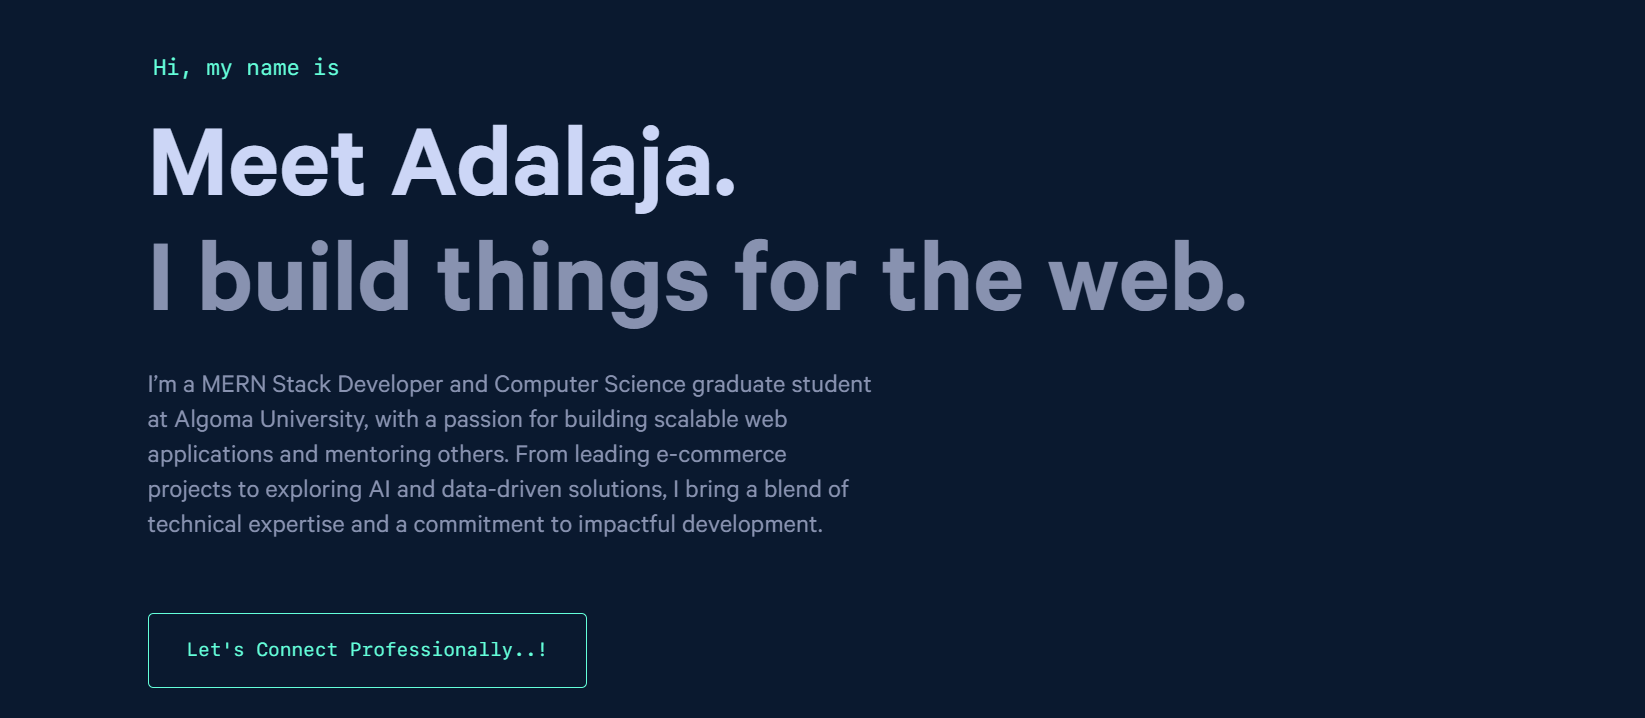 Hi, my name is
Meet Adalaja.
I build things for the web.
I’m a MERN Stack Developer and Computer Science graduate student
at Algoma University, with a passion for building scalable web
applications and mentoring others. From leading e-commerce
projects to exploring AI and data-driven solutions, I bring a blend of
technical expertise and a commitment to impactful development.
Let's Connect Professionally..!